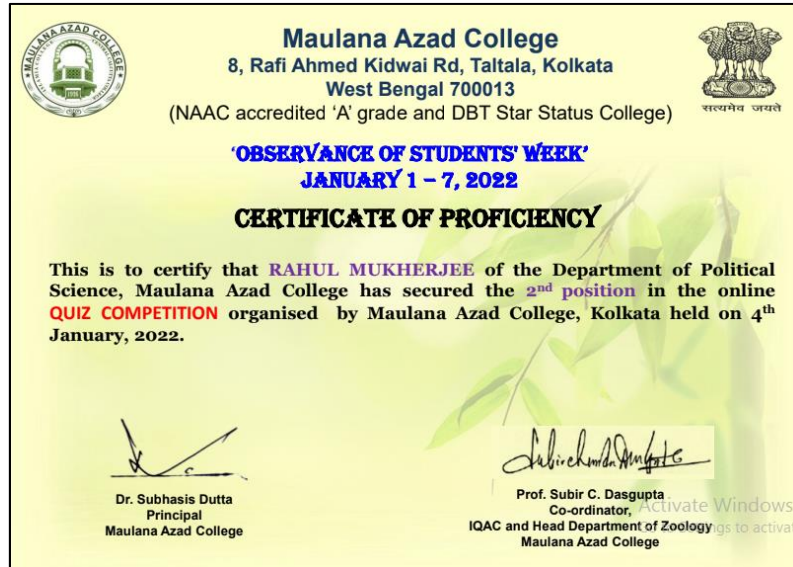 MAULANA AZAD COLLEGE
Maulana Azad College
8, Rafi Ahmed Kidwai Rd, Taltala, Kolkata
West Bengal 700013
(NAAC accredited ‘A’ grade and DBT Star Status College)
सत्यमेव जयते
‘OBSERVANCE OF STUDENTS' WEEK’
JANUARY 1 – 7, 2022
CERTIFICATE OF PROFICIENCY
This is to certify that RAHUL MUKHERJEE of the Department of Political
Science, Maulana Azad College has secured the 2nd position in the online
QUIZ COMPETITION organised by Maulana Azad College, Kolkata held on 4th
January, 2022.
Dr. Subhasis Dutta
Principal
Maulana Azad College
Prof. Subir C. Dasgupta
Co-ordinator,
IQAC and Head Department of Zoology
Maulana Azad College
Activate Windows
to activa